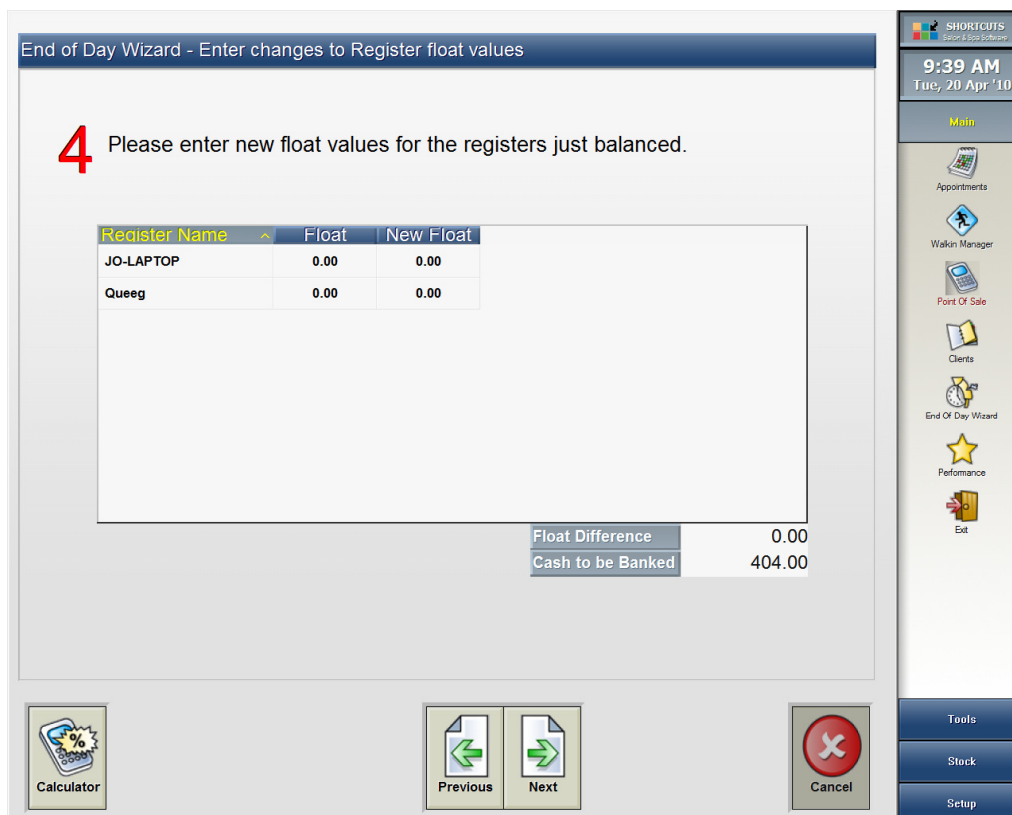 End of Day Wizard - Enter changes to Register float values
4 Please enter new float values for the registers just balanced.
Register Name Float New Float
JO-LAPTOP 0.00 0.00
Queeg 0.00 0.00
Float Difference 0.00
Cash to be Banked 404.00
Calculator
Previous
Next
Cancel
SHORTCUTS
Salon & Spa Software
9:39 AM
Tue, 20 Apr '10
Main
Appointments
Walkin Manager
Point Of Sale
Clients
End Of Day Wizard
Performance
Exit
Tools
Stock
Setup